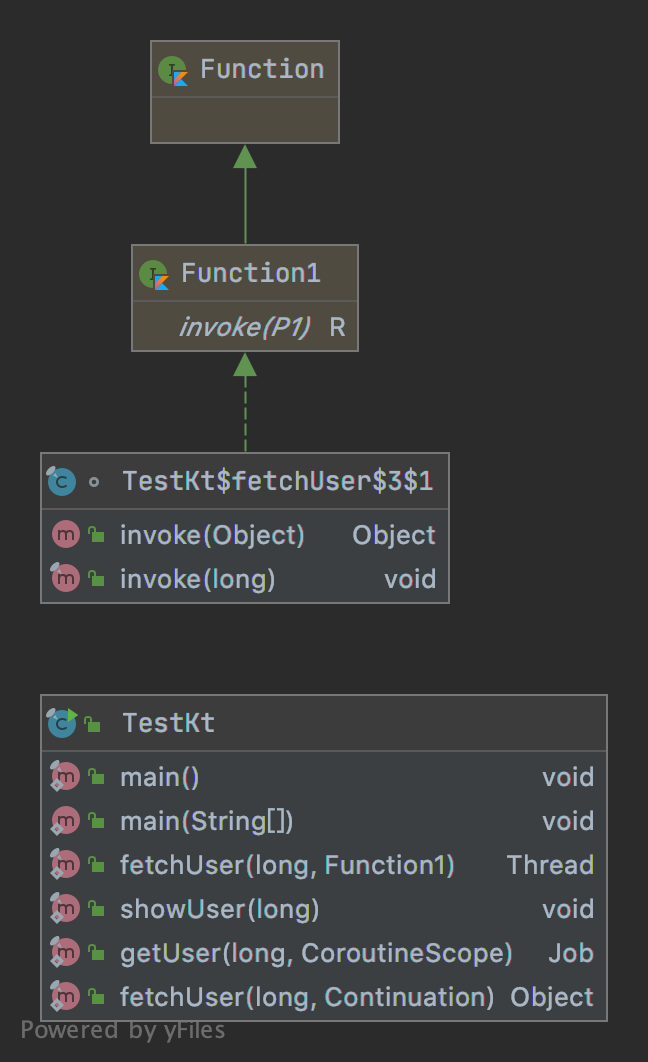 Function
Function1
invoke(P1) R
TestKt$fetchUser$3$1
invoke(Object) Object
invoke(long) void
TestKt
main() void
main(String[]) void
fetchUser(long, Function1) Thread
showUser(long) void
getUser(long, CoroutineScope) Job
fetchUser(long, Continuation) Object
Powered by yFiles